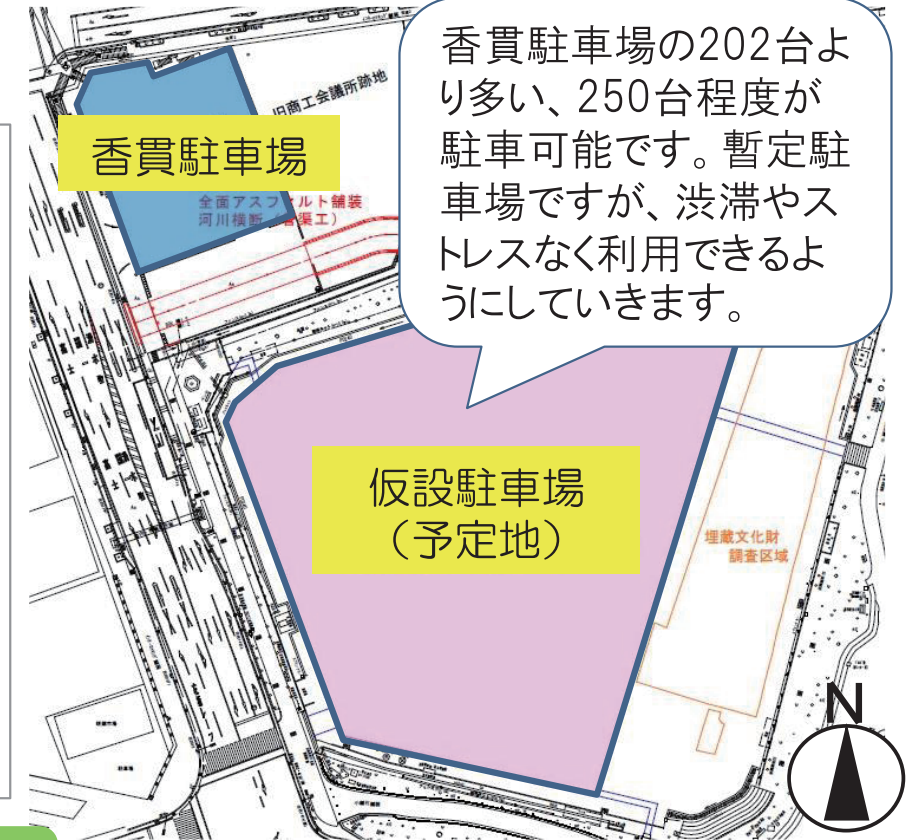 香貫駐車場の202台よ
り多い、250台程度が
駐車可能です。暫定駐
車場ですが、渋滞やス
トレスなく利用できるよ
うにしていきます。
旧商工会議所跡地
香貫駐車場
全面アスファルト舗装
河川横断（管渠工）
仮設駐車場
（予定地）
埋蔵文化財
調査区域
N